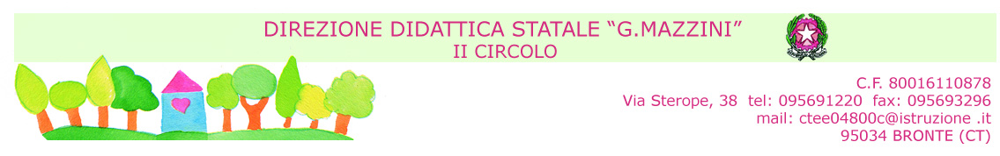 DIREZIONE DIDATTICA STATALE “G.MAZZINI”
II CIRCOLO
C.F. 80016110878
Via Sterope, 38 tel: 095691220 fax: 095693296
mail: ctee04800c@istruzione .it
95034 BRONTE (CT)